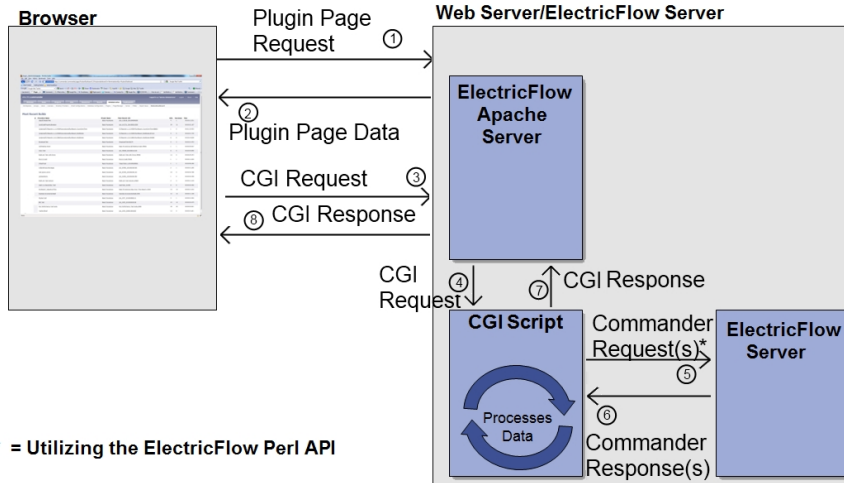 Browser
Plugin Page
Request
1
Web Server/ElectricFlow Server
2
Plugin Page Data
CGI Request
3
8
CGI Response
ElectricFlow
Apache
Server
CGI
Request
4
7
CGI Response
CGI Script
Processes
Data
Commander
Request(s)*
5
6
Commander
Response(s)
ElectricFlow
Server
= Utilizing the ElectricFlow Perl API